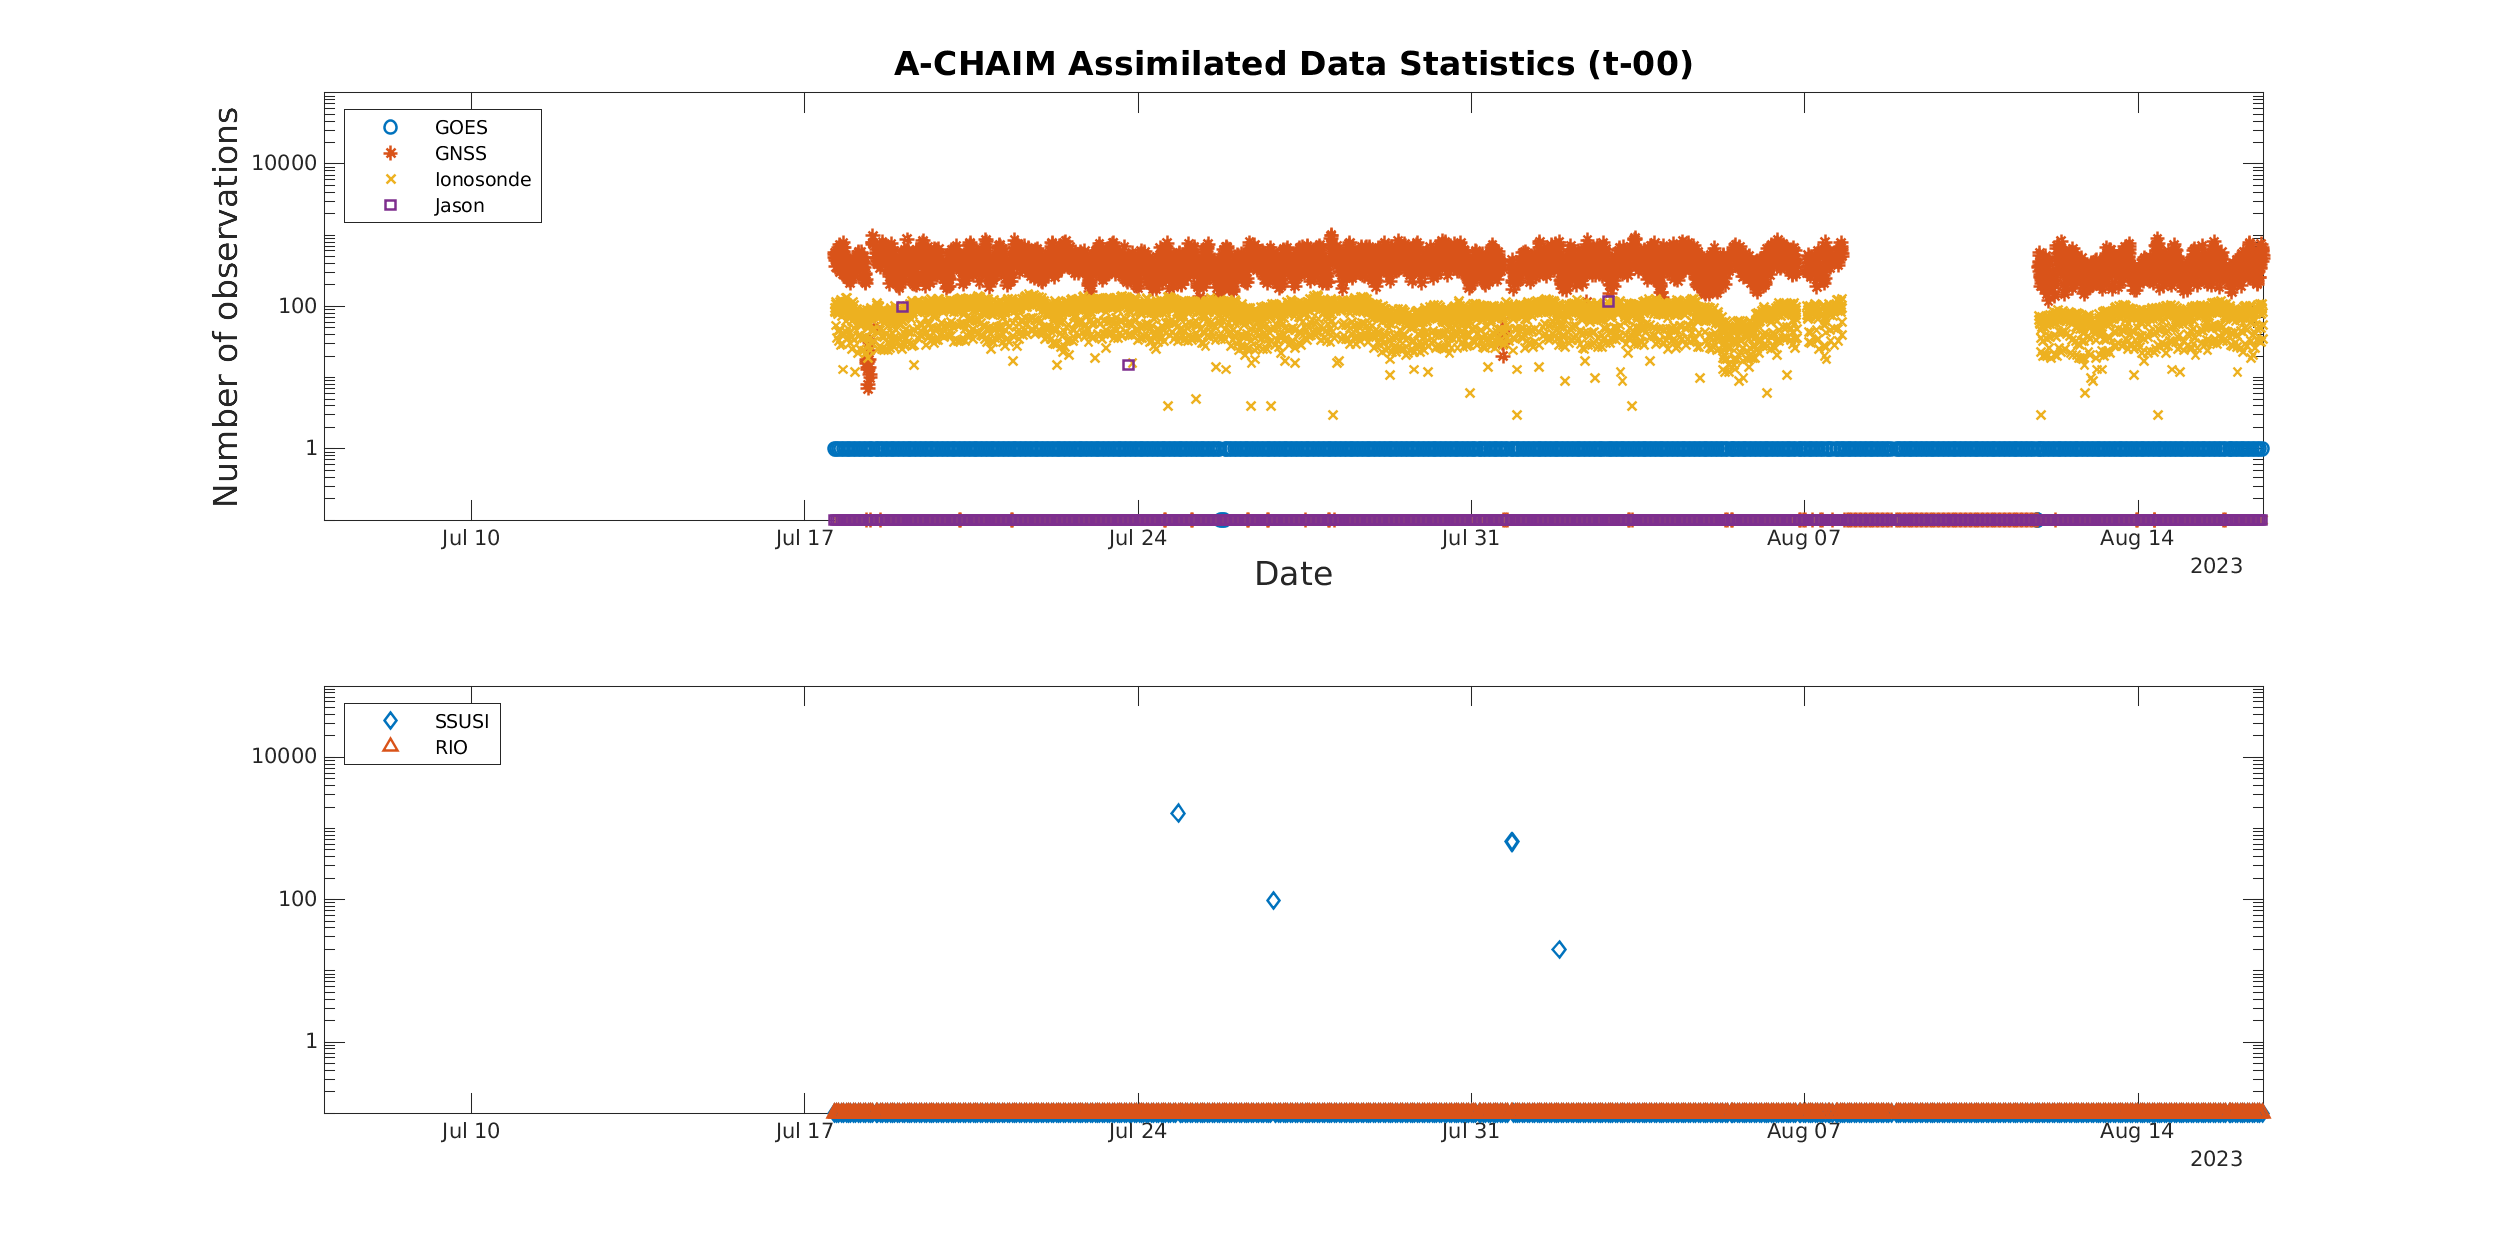 A-CHAIM Assimilated Data Statistics (t-00)
Number of observations
10000
100
1
GOES
GNSS
Ionosonde
Jason
Jul 10
Jul 17
Jul 24
Jul 31
Aug 07
Aug 14
2023
Date
10000
100
1
SSUSI
RIO
Jul 10
Jul 17
Jul 24
Jul 31
Aug 07
Aug 14
2023